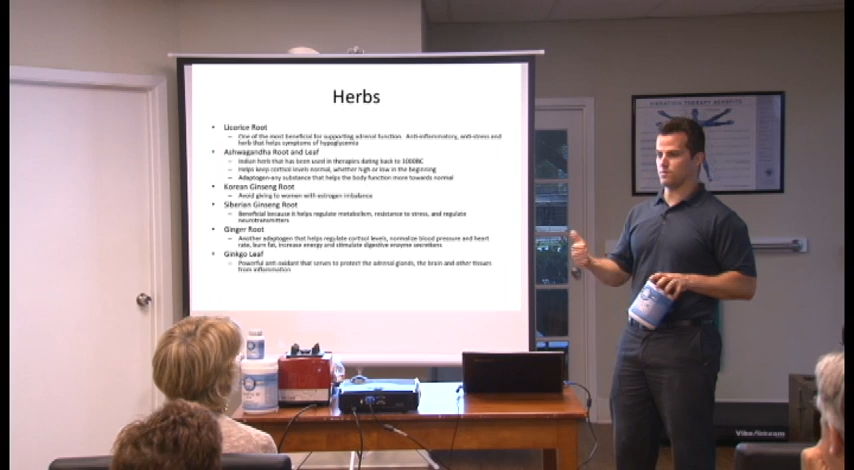 Herbs
• Licorice Root
– One of the most beneficial for supporting adrenal function. Anti-inflammatory, anti-stress and
herb that helps symptoms of hypoglycemia
• Ashwagandha Root and Leaf
– Indian herb that has been used in therapies dating back to 1000BC
– Helps keep cortisol levels normal, whether high or low in the beginning
– Adaptogen-any substance that helps the body function more towards normal
• Korean Ginseng Root
– Avoid giving to women with estrogen imbalance
• Siberian Ginseng Root
– Beneficial because it helps regulate metabolism, resistance to stress, and regulate
neurotransmitters
• Ginger Root
– Another adaptogen that helps regulate cortisol levels, normalize blood pressure and heart
rate, burn fat, increase energy and stimulate digestive enzyme secretions
• Ginkgo Leaf
– Powerful anti oxidant that serves to protect the adrenal glands, the brain and other tissues
from inflammation
VIBRATION THERAPY BENEFITS